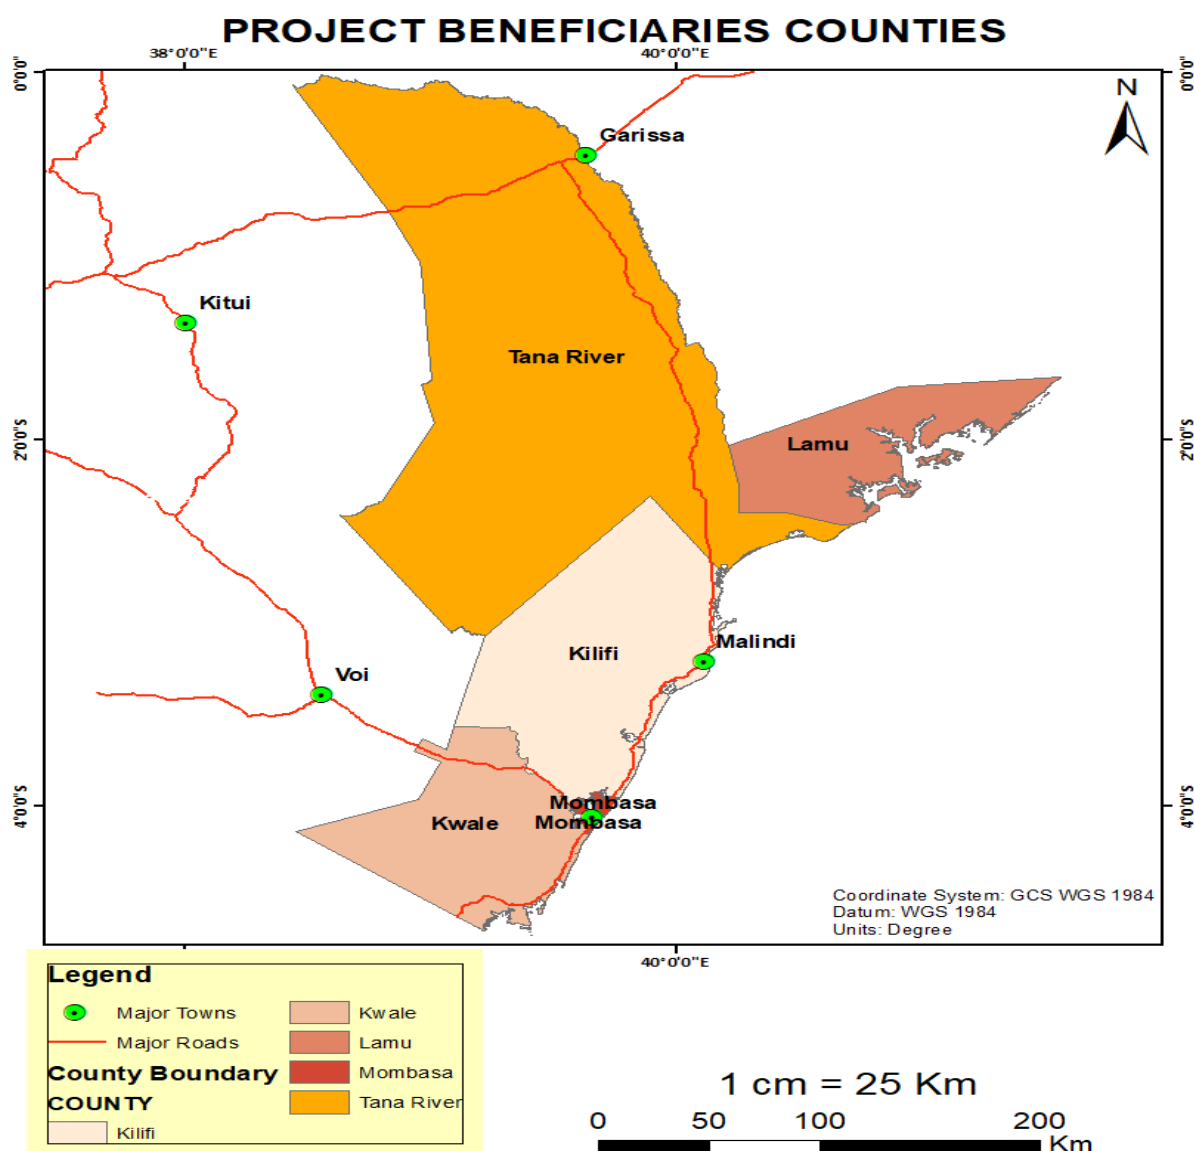 PROJECT BENEFICIARIES COUNTIES
38°0'0"E
40°0'0"E
0°0'0"
0°0'0"
N
Garissa
Kitui
Tana River
2°0'0"S
2°0'0"S
Lamu
Kilifi
Malindi
Voi
4°0'0"S
4°0'0"S
Mombasa
Kwale
Mombasa
Coordinate System: GCS WGS 1984
Datum: WGS 1984
Units: Degree
40°0'0"E
Legend
Major Towns
Major Roads
County Boundary
COUNTY
Kilifi
Kwale
Lamu
Mombasa
Tana River
1 cm = 25 Km
0 50 100 200
Km